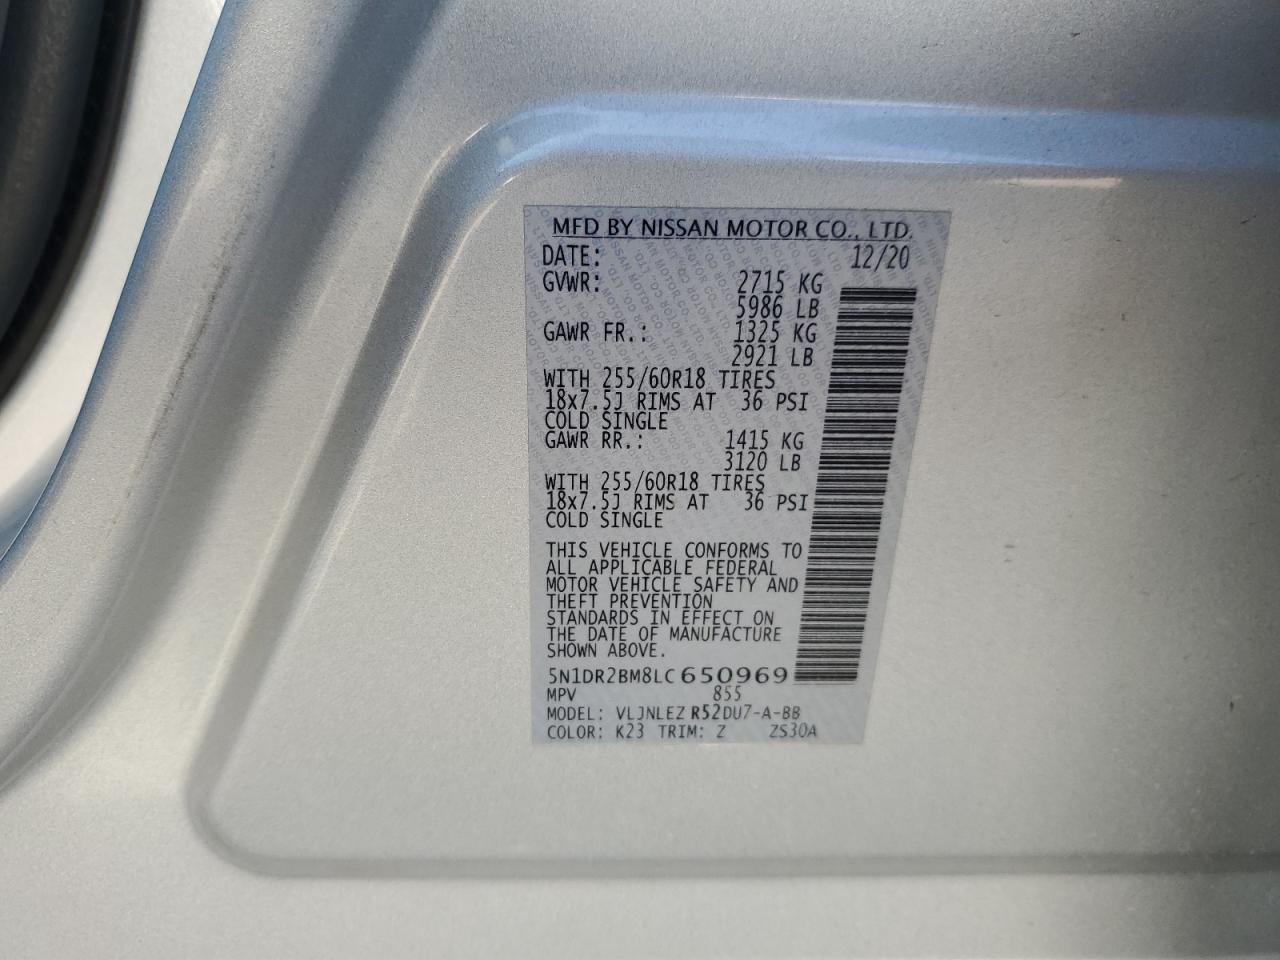 MFD BY NISSAN MOTOR CO., LTD.
DATE: 12/20
GVWR: 2715 KG
5986 LB
GAWR FR.: 1325 KG
2921 LB
WITH 255/60R18 TIRES
18x7.5J RIMS AT 36 PSI
COLD SINGLE
GAWR RR.: 1415 KG
3120 LB
WITH 255/60R18 TIRES
18x7.5J RIMS AT 36 PSI
COLD SINGLE
THIS VEHICLE CONFORMS TO
ALL APPLICABLE FEDERAL
MOTOR VEHICLE SAFETY AND
THEFT PREVENTION
STANDARDS IN EFFECT ON
THE DATE OF MANUFACTURE
SHOWN ABOVE.
5N1DR2BM8LC650969
MPV 855
MODEL: VLJNLEZ R52DU7-A-BB
COLOR: K23 TRIM: Z ZS30A